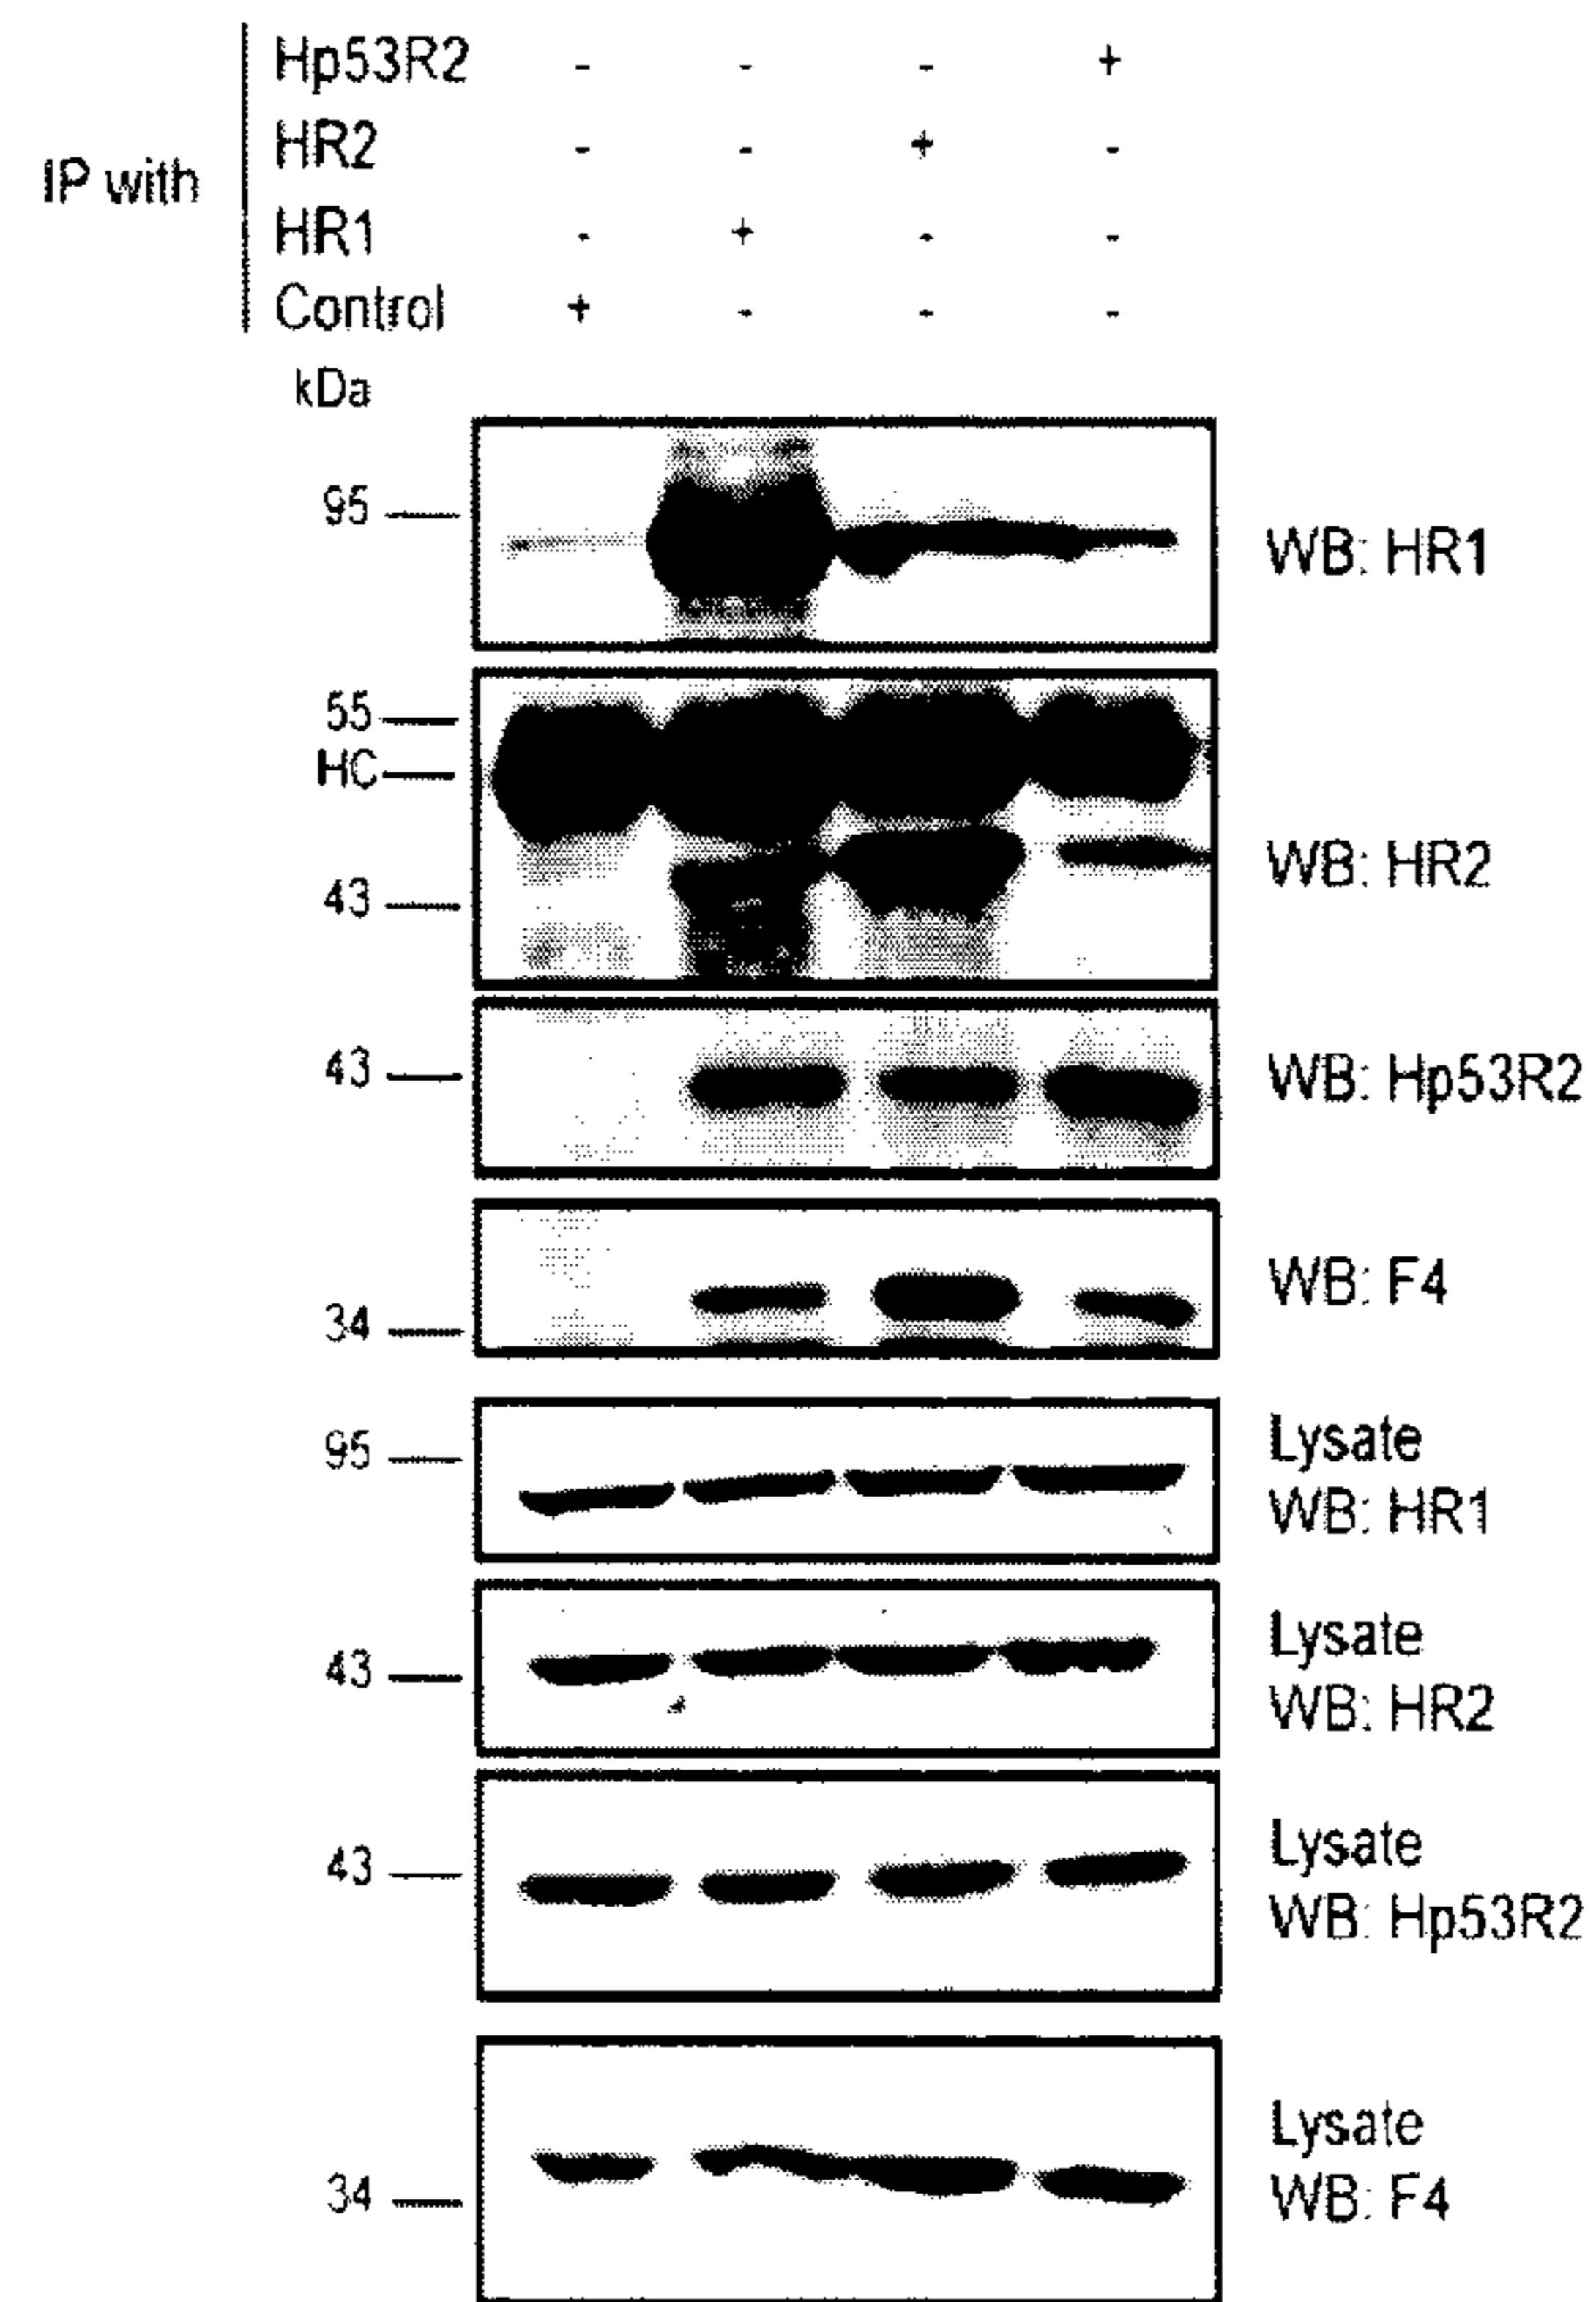 Hp53R2 - - - +
HR2 - - + -
IP with
HR1 - + - -
Control + - - -
kDa
95
WB: HR1
55
HC
WB: HR2
43
43
WB: Hp53R2
WB: F4
34
Lysate
95
WB: HR1
Lysate
43
WB: HR2
Lysate
43
WB: Hp53R2
Lysate
34
WB: F4